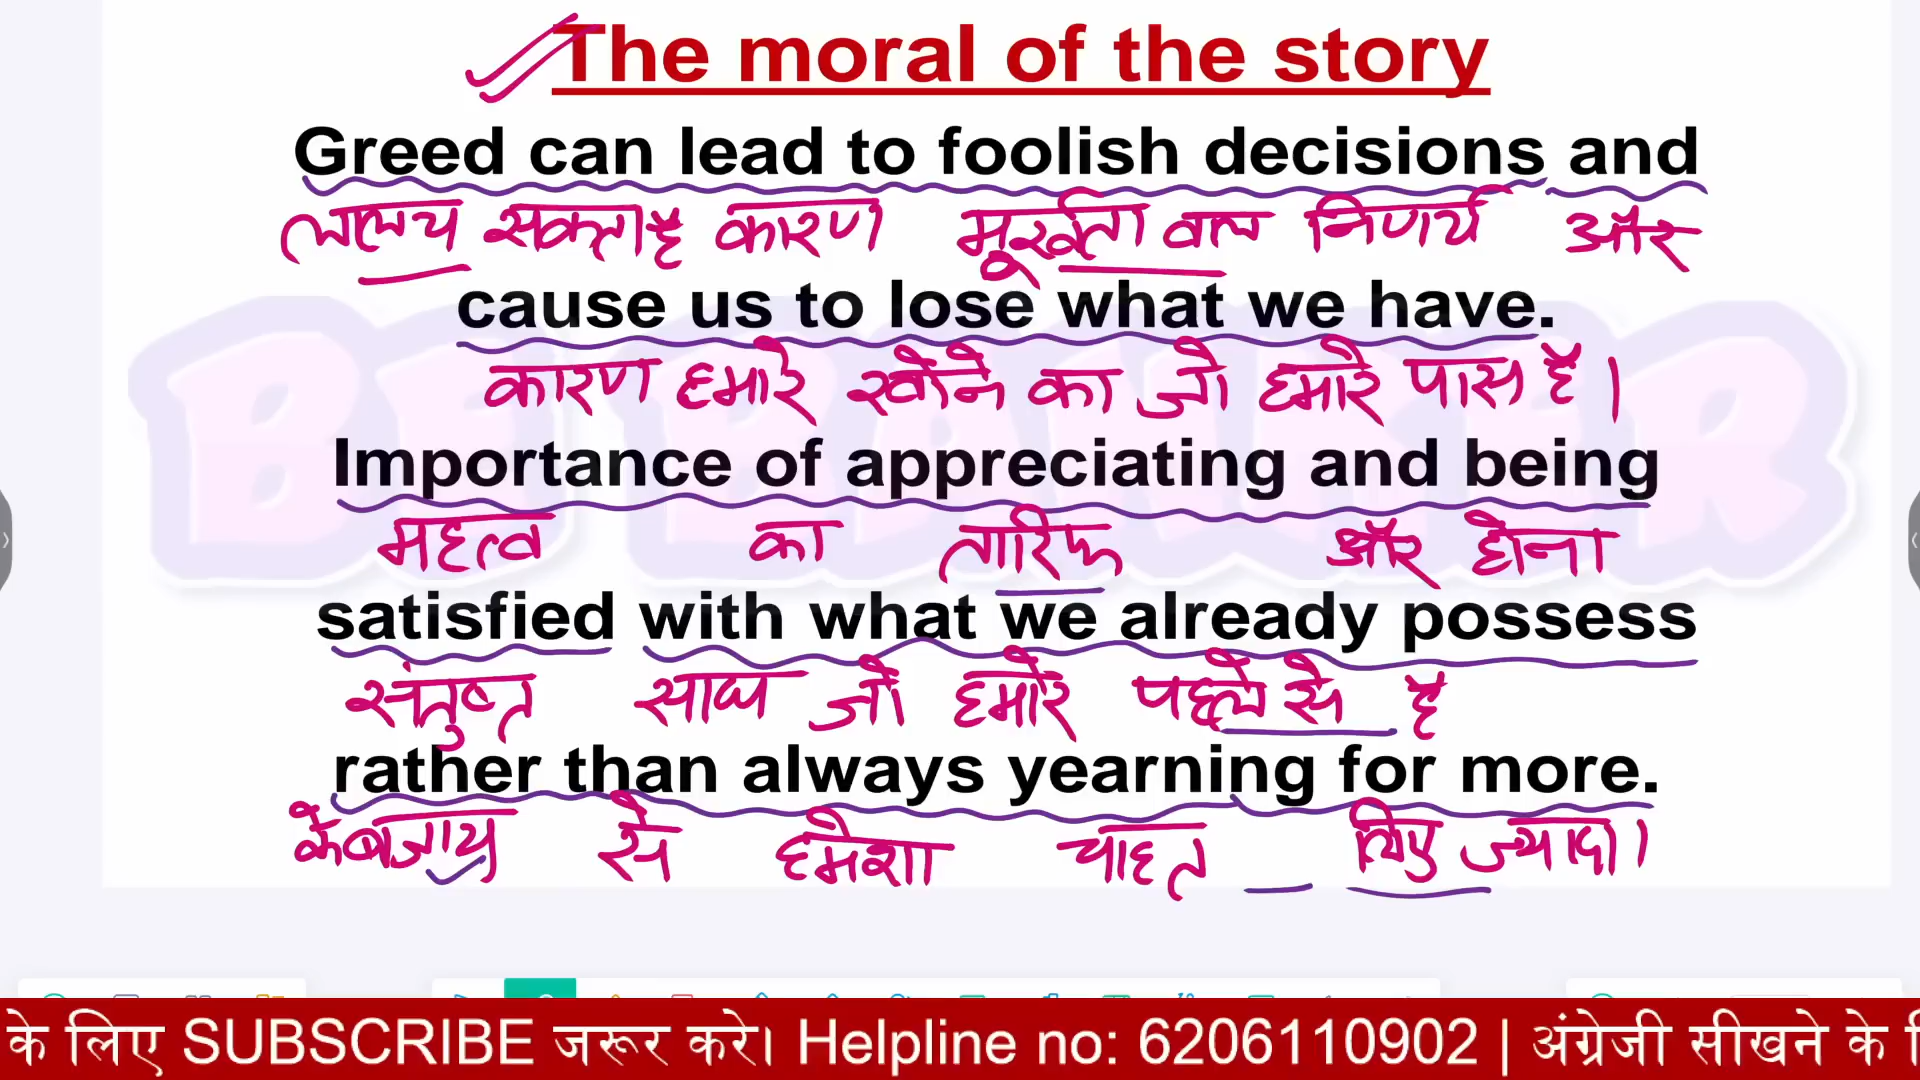 The moral of the story
Greed can lead to foolish decisions and
लालच सकता है कारण मूर्खता वाल निणर्य और
cause us to lose what we have.
कारण हमारे खोने का जो हमारे पास है।
Importance of appreciating and being
महत्व का तारिफ और होना
satisfied with what we already possess
संतुष्ट साथ जो हमारे पहले से है
rather than always yearning for more.
के बजाय से हमेशा चाहत लिए ज्यादा।
BE BANKER
के लिए SUBSCRIBE जरूर करे। Helpline no: 6206110902 | अंग्रेजी सीखने के